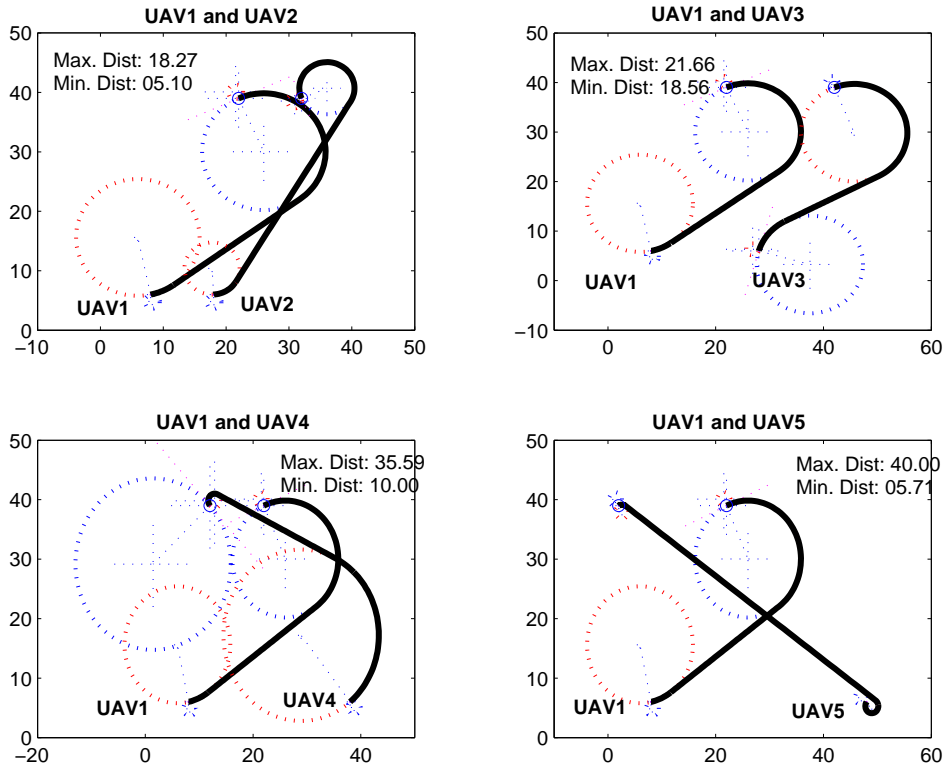 UAV1 and UAV2
50
40
30
20
10
0
−10
0
10
20
30
40
50
Max. Dist: 18.27
Min. Dist: 05.10
UAV1
UAV2
UAV1 and UAV3
50
40
30
20
10
0
−10
0
20
40
60
Max. Dist: 21.66
Min. Dist: 18.56
UAV1
UAV3
UAV1 and UAV4
50
40
30
20
10
0
−20
0
20
40
Max. Dist: 35.59
Min. Dist: 10.00
UAV1
UAV4
UAV1 and UAV5
50
40
30
20
10
0
0
20
40
60
Max. Dist: 40.00
Min. Dist: 05.71
UAV1
UAV5